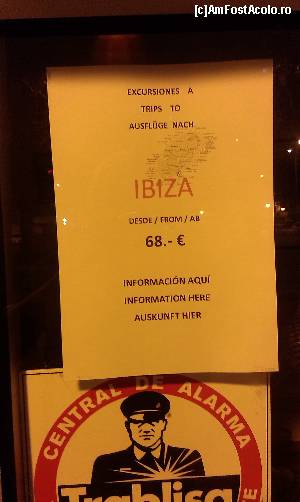 [c]AmFostAcolo.ro
EXCURSIONES A
TRIPS TO
AUSFLÜGE NACH
IBIZA
DESDE / FROM / AB
68.- €
INFORMACIÓN AQUÍ
INFORMATION HERE
AUSKUNFT HIER
CENTRAL DE ALARMA
Trablisa